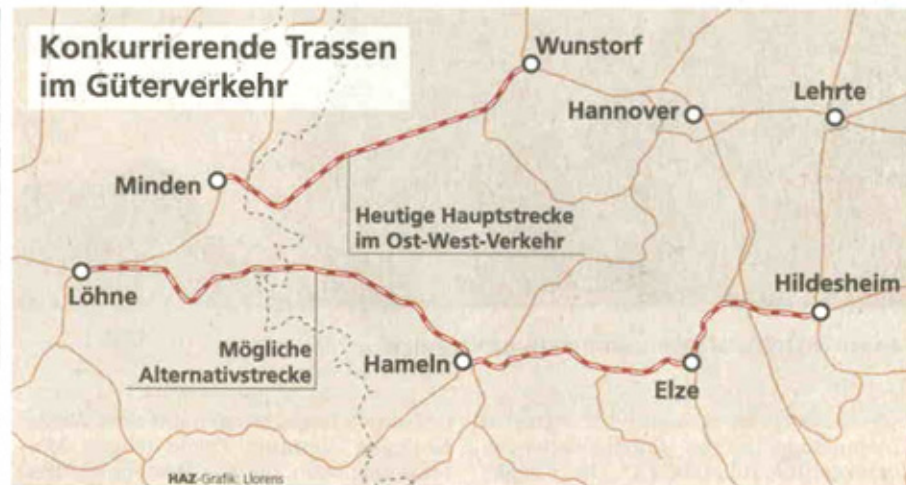 Konkurrierende Trassen
im Güterverkehr
Wunstorf
Hannover
Lehrte
Minden
Heutige Hauptstrecke
im Ost-West-Verkehr
Löhne
Hildesheim
Mögliche
Alternativstrecke
Hameln
Elze
HAZ-Grafik: Llorens